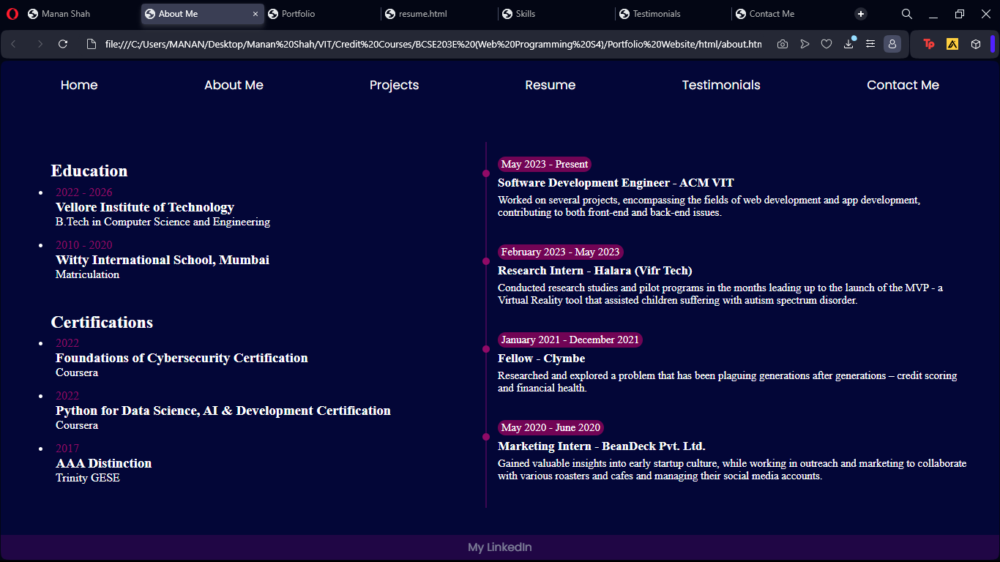 Manan Shah
About Me
Portfolio
resume.html
Skills
Testimonials
Contact Me
file:///C:/Users/MANAN/Desktop/Manan%20Shah/VIT/Credit%20Courses/BCSE203E%20(Web%20Programming%20S4)/Portfolio%20Website/html/about.htm
Tp
Home
About Me
Projects
Resume
Testimonials
Contact Me
Education
2022 - 2026
Vellore Institute of Technology
B.Tech in Computer Science and Engineering
2010 - 2020
Witty International School, Mumbai
Matriculation
Certifications
2022
Foundations of Cybersecurity Certification
Coursera
2022
Python for Data Science, AI & Development Certification
Coursera
2017
AAA Distinction
Trinity GESE
May 2023 - Present
Software Development Engineer - ACM VIT
Worked on several projects, encompassing the fields of web development and app development,
contributing to both front-end and back-end issues.
February 2023 - May 2023
Research Intern - Halara (Vifr Tech)
Conducted research studies and pilot programs in the months leading up to the launch of the MVP - a
Virtual Reality tool that assisted children suffering with autism spectrum disorder.
January 2021 - December 2021
Fellow - Clymbe
Researched and explored a problem that has been plaguing generations after generations – credit scoring
and financial health.
May 2020 - June 2020
Marketing Intern - BeanDeck Pvt. Ltd.
Gained valuable insights into early startup culture, while working in outreach and marketing to collaborate
with various roasters and cafes and managing their social media accounts.
My LinkedIn